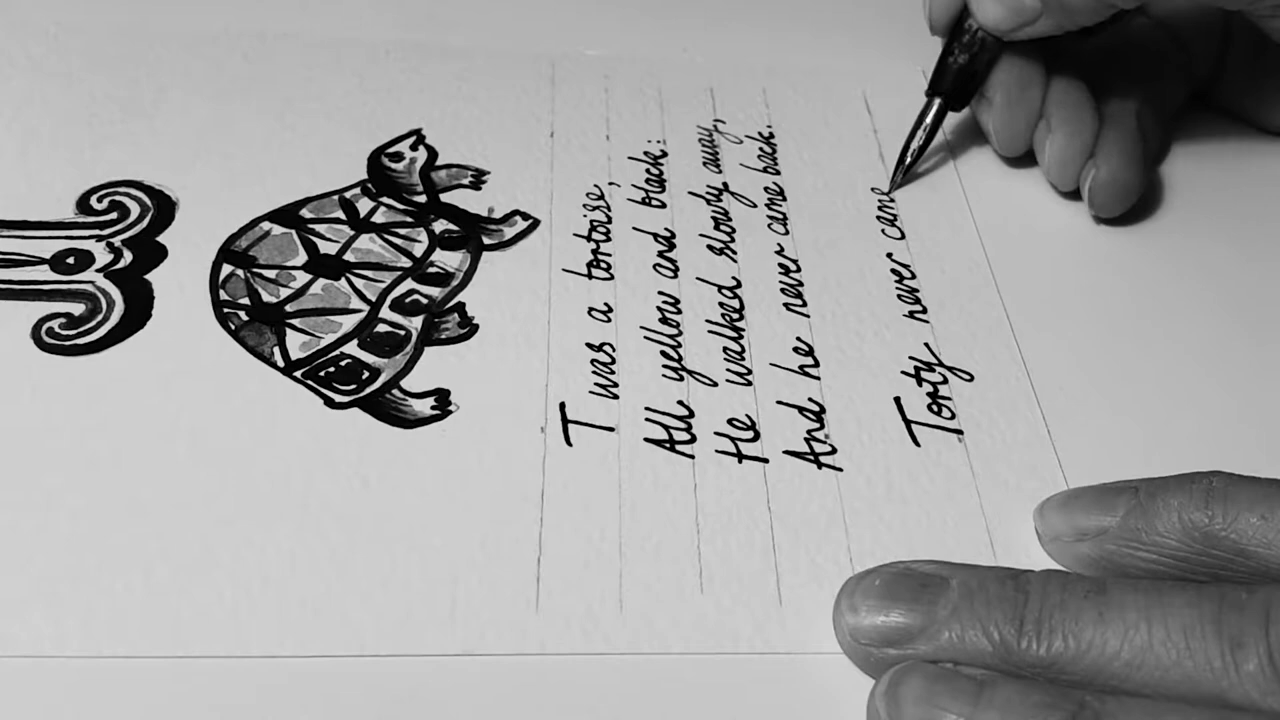 T was a tortoise,
All yellow and black:
He walked slowly away,
And he never came back.
Torty never came